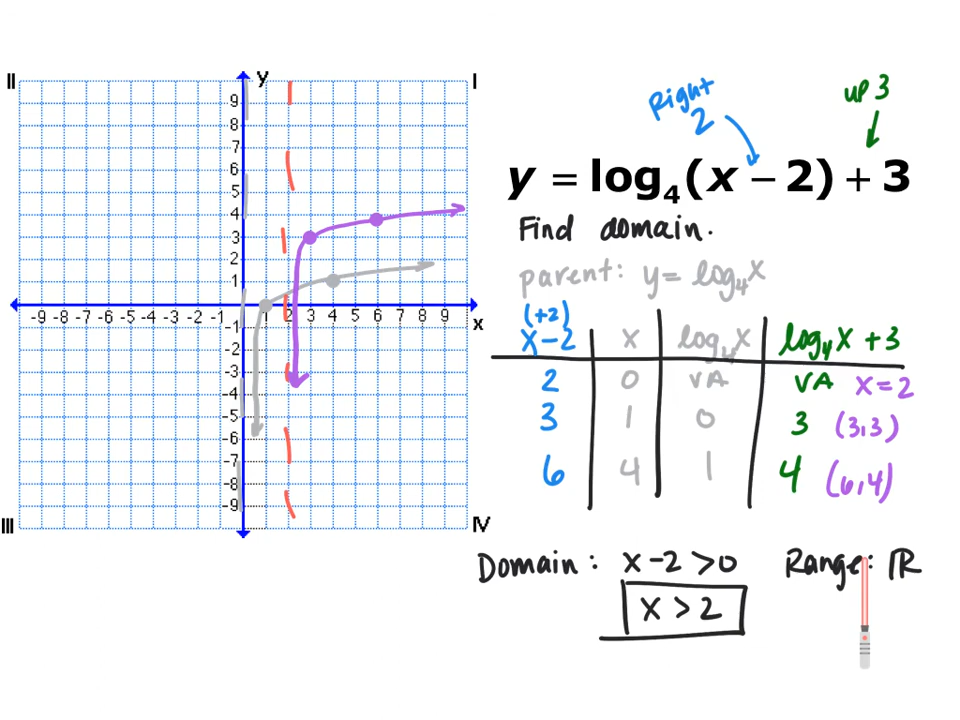 II
y
I
9
8
7
6
5
4
3
2
1
-9 -8 -7 -6 -5 -4 -3 -2 -1
1 2 3 4 5 6 7 8 9
x
-1
-2
-3
-4
-5
-6
-7
-8
-9
III
IV
Right 2
up 3
y = log₄(x − 2) + 3
Find domain.
parent: y = log₄x
(+2)
x−2 x log₄x log₄x + 3
2 0 VA VA x=2
3 1 0 3 (3,3)
6 4 1 4 (6,4)
Domain: x−2 >0 Range: ℝ
x > 2